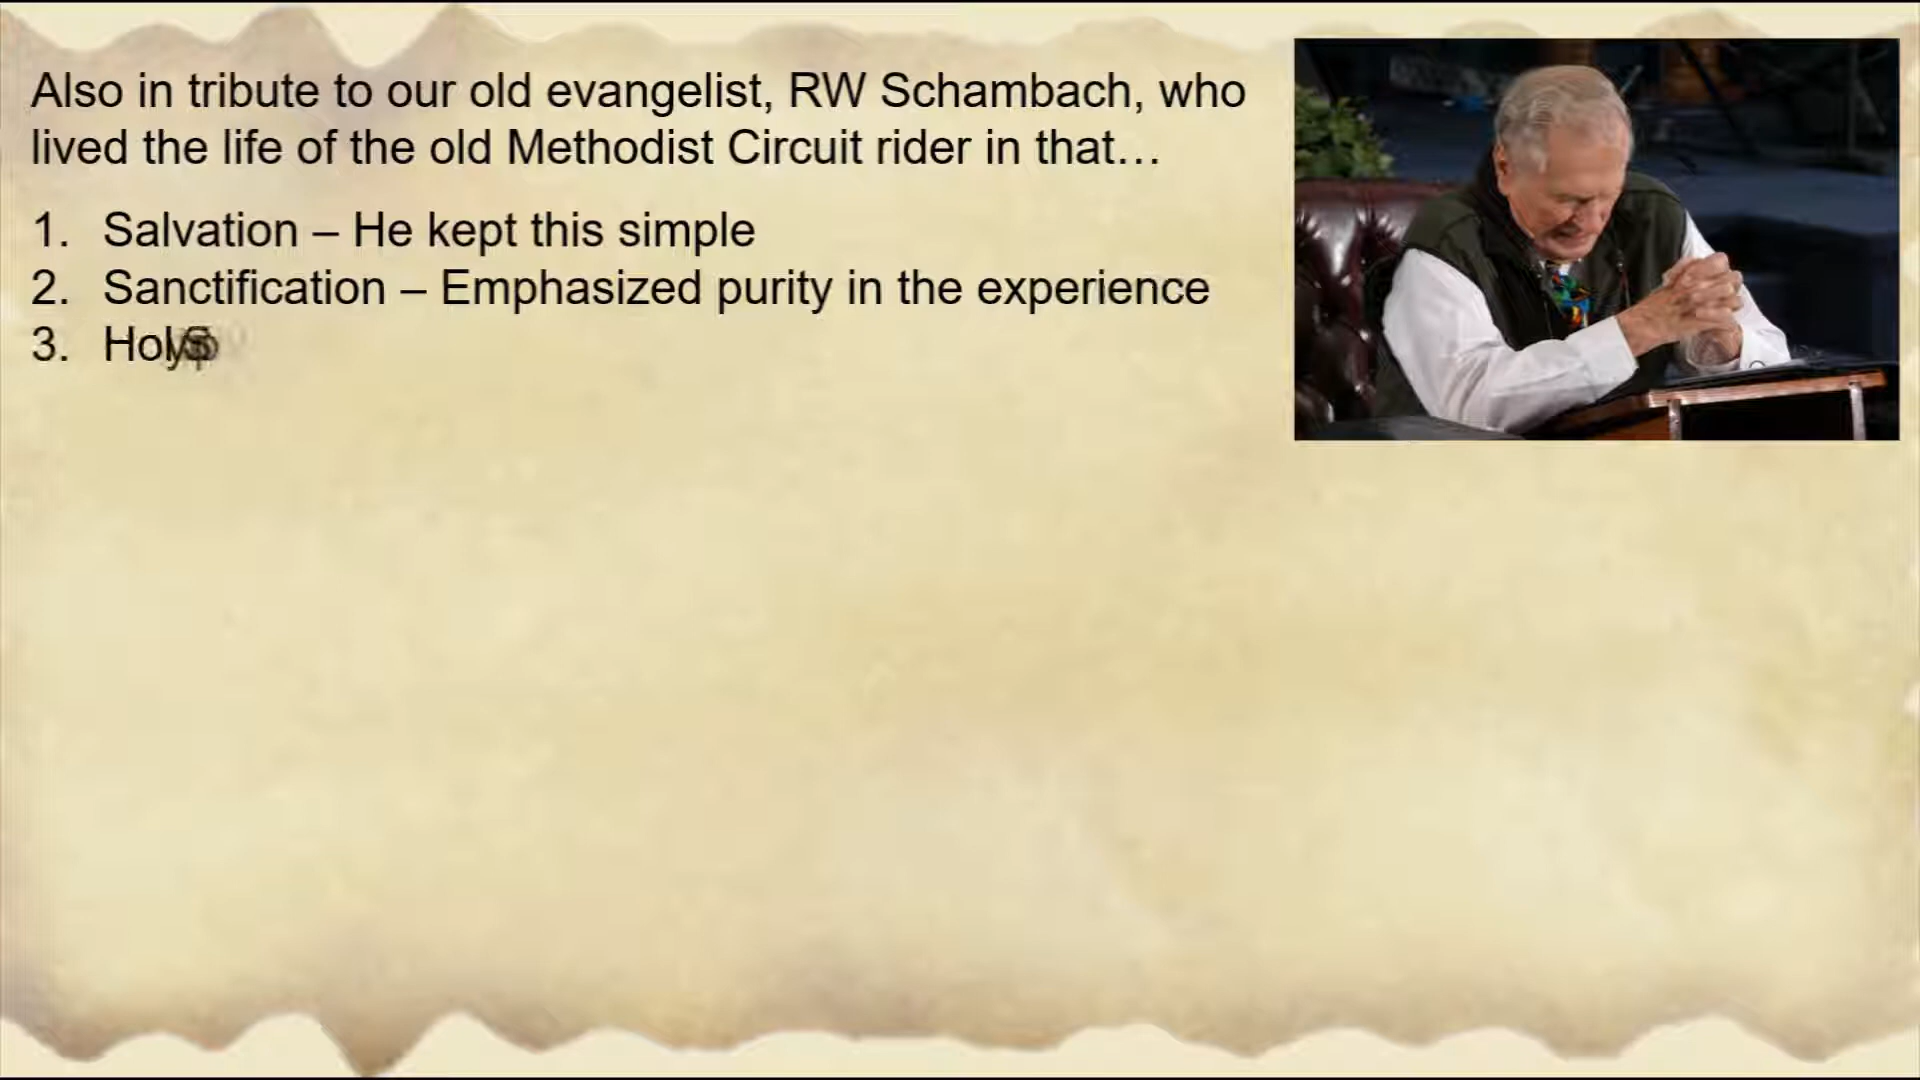 Also in tribute to our old evangelist, RW Schambach, who
lived the life of the old Methodist Circuit rider in that…
1. Salvation – He kept this simple
2. Sanctification – Emphasized purity in the experience
3. Holy